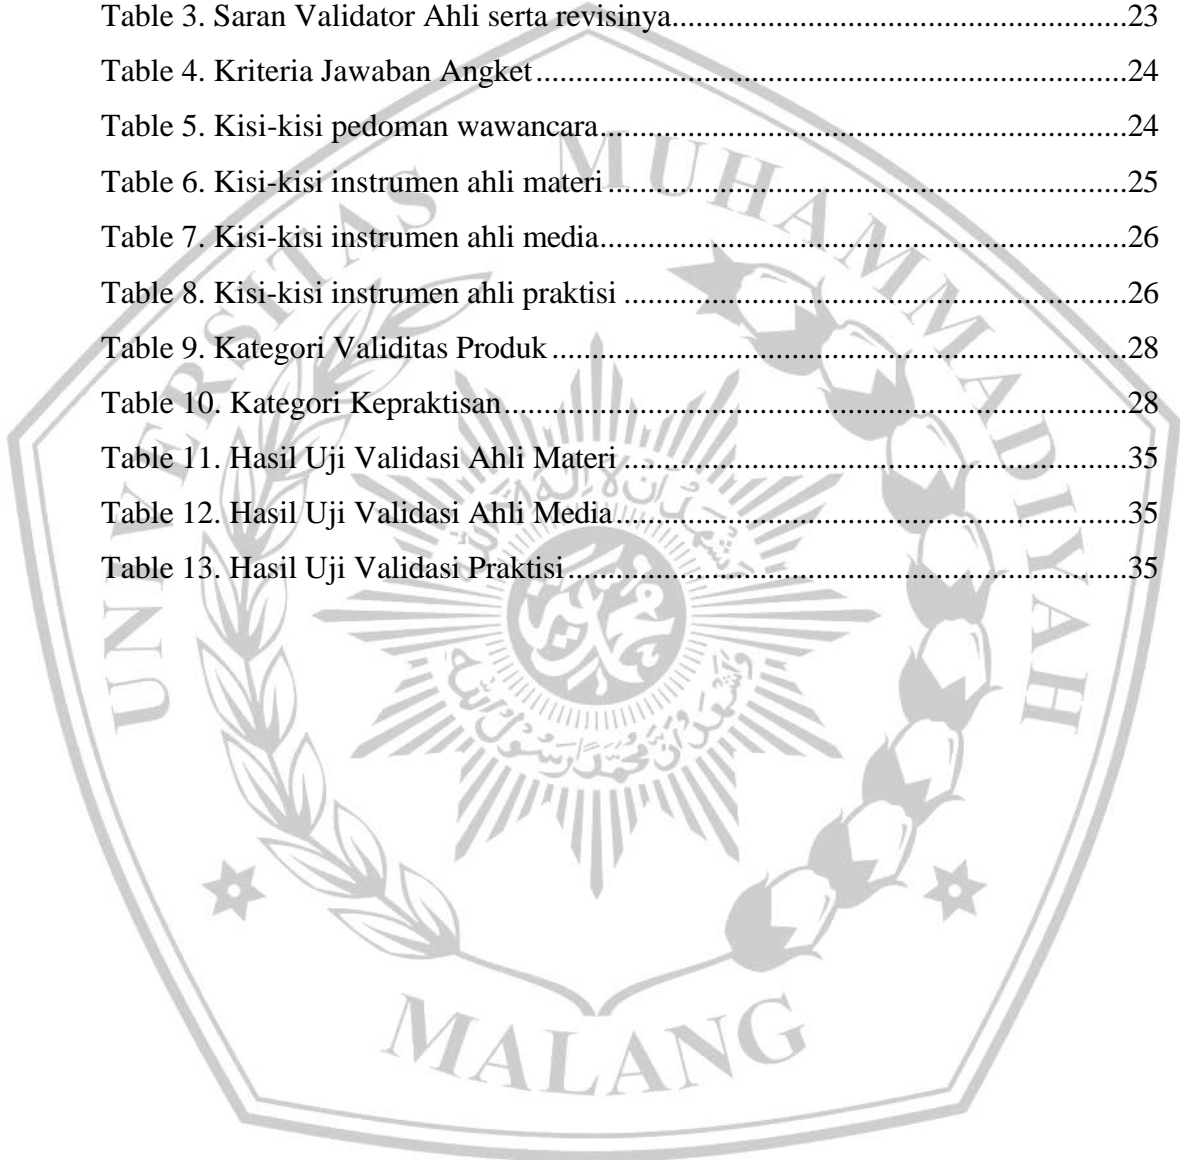 Table 3. Saran Validator Ahli serta revisinya........................................................23
Table 4. Kriteria Jawaban Angket.........................................................................24
Table 5. Kisi-kisi pedoman wawancara.................................................................24
Table 6. Kisi-kisi instrumen ahli materi................................................................25
Table 7. Kisi-kisi instrumen ahli media.................................................................26
Table 8. Kisi-kisi instrumen ahli praktisi..............................................................26
Table 9. Kategori Validitas Produk.......................................................................28
Table 10. Kategori Kepraktisan.............................................................................28
Table 11. Hasil Uji Validasi Ahli Materi..............................................................35
Table 12. Hasil Uji Validasi Ahli Media...............................................................35
Table 13. Hasil Uji Validasi Praktisi.....................................................................35
UNIVERSITAS MUHAMMADIYAH
MALANG